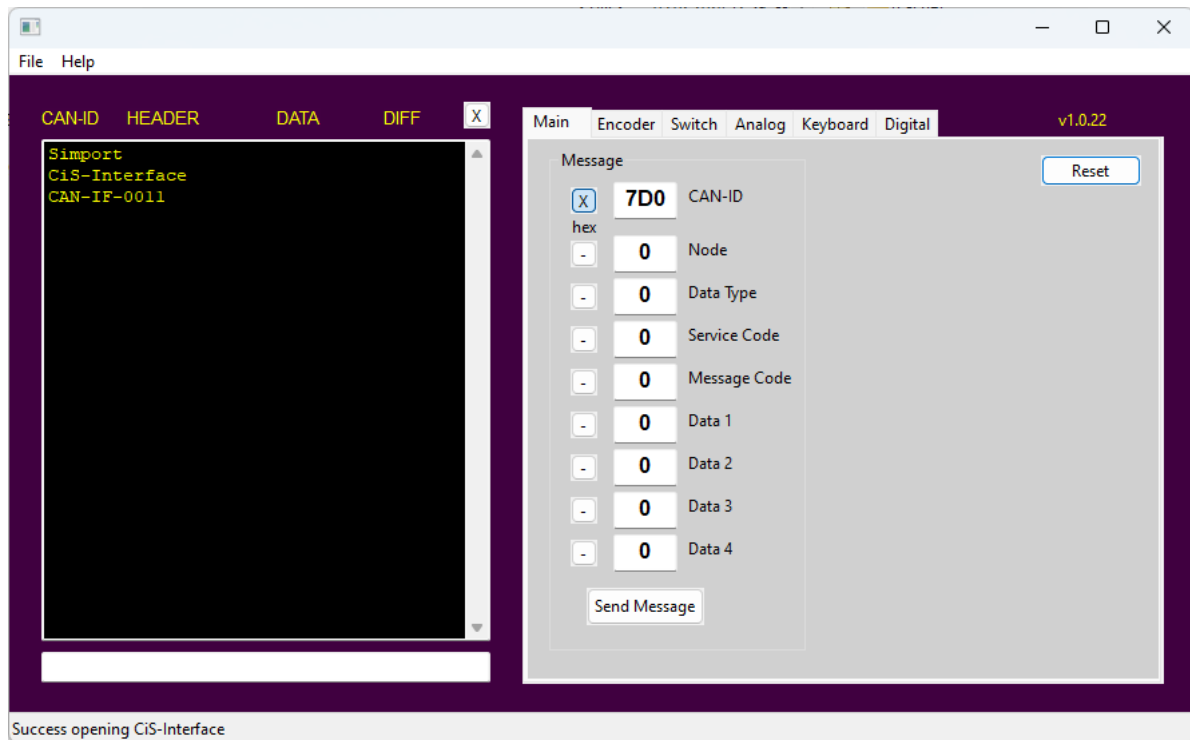 File Help
CAN-ID HEADER DATA DIFF X
Simport
CiS-Interface
CAN-IF-0011
Main Encoder Switch Analog Keyboard Digital v1.0.22
Message
Reset
X 7D0 CAN-ID
hex
- 0 Node
- 0 Data Type
- 0 Service Code
- 0 Message Code
- 0 Data 1
- 0 Data 2
- 0 Data 3
- 0 Data 4
Send Message
Success opening CiS-Interface